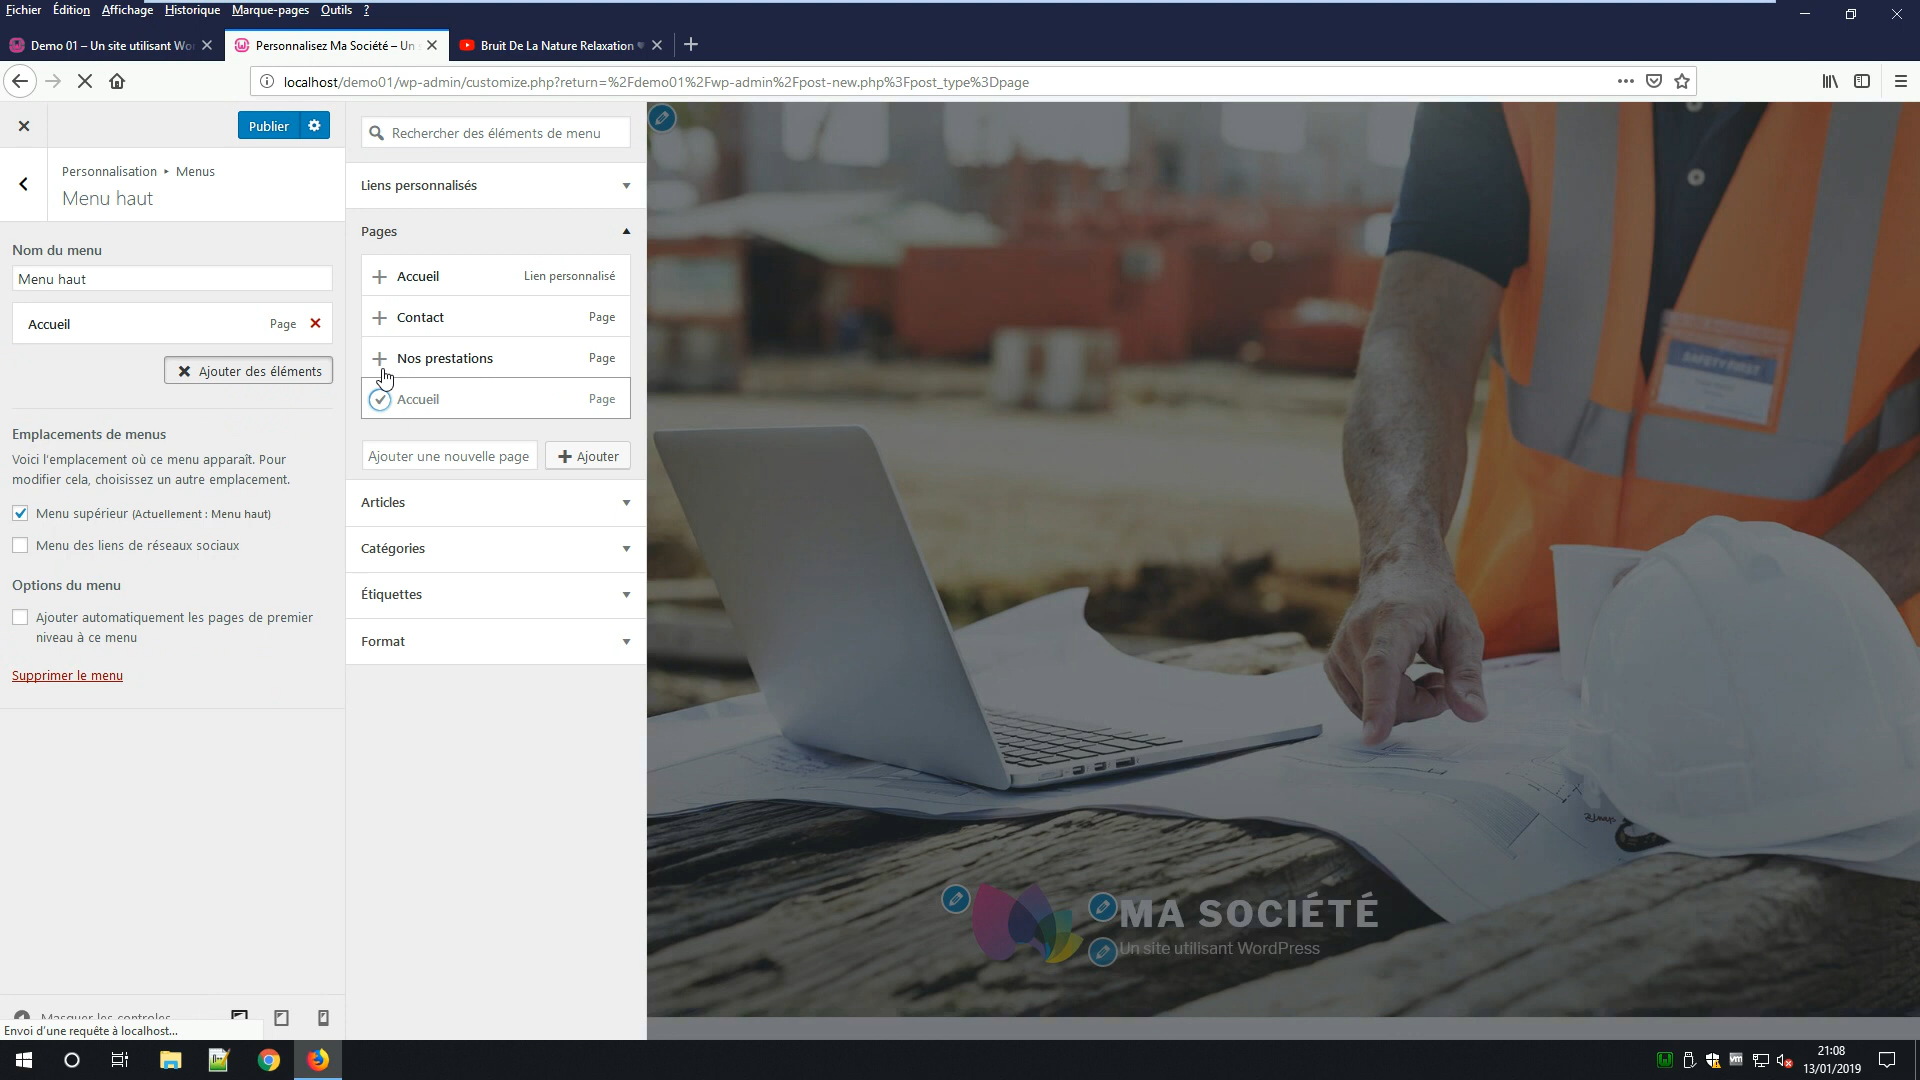 Fichier Édition Affichage Historique Marque-pages Outils ?
Demo 01 – Un site utilisant Wo
Personnalisez Ma Société – Un
Bruit De La Nature Relaxation
localhost/demo01/wp-admin/customize.php?return=%2Fdemo01%2Fwp-admin%2Fpost-new.php%3Fpost_type%3Dpage
Publier
Personnalisation ▸ Menus
Menu haut
Nom du menu
Menu haut
Accueil Page
Ajouter des éléments
Emplacements de menus
Voici l'emplacement où ce menu apparaît. Pour
modifier cela, choisissez un autre emplacement.
Menu supérieur (Actuellement : Menu haut)
Menu des liens de réseaux sociaux
Options du menu
Ajouter automatiquement les pages de premier
niveau à ce menu
Supprimer le menu
Masquer les controles
Envoi d'une requête à localhost...
Rechercher des éléments de menu
Liens personnalisés
Pages
Accueil Lien personnalisé
Contact Page
Nos prestations Page
Accueil Page
Ajouter une nouvelle page
Ajouter
Articles
Catégories
Étiquettes
Format
SAFETY FIRST
MA SOCIÉTÉ
Un site utilisant WordPress
21:08
13/01/2019